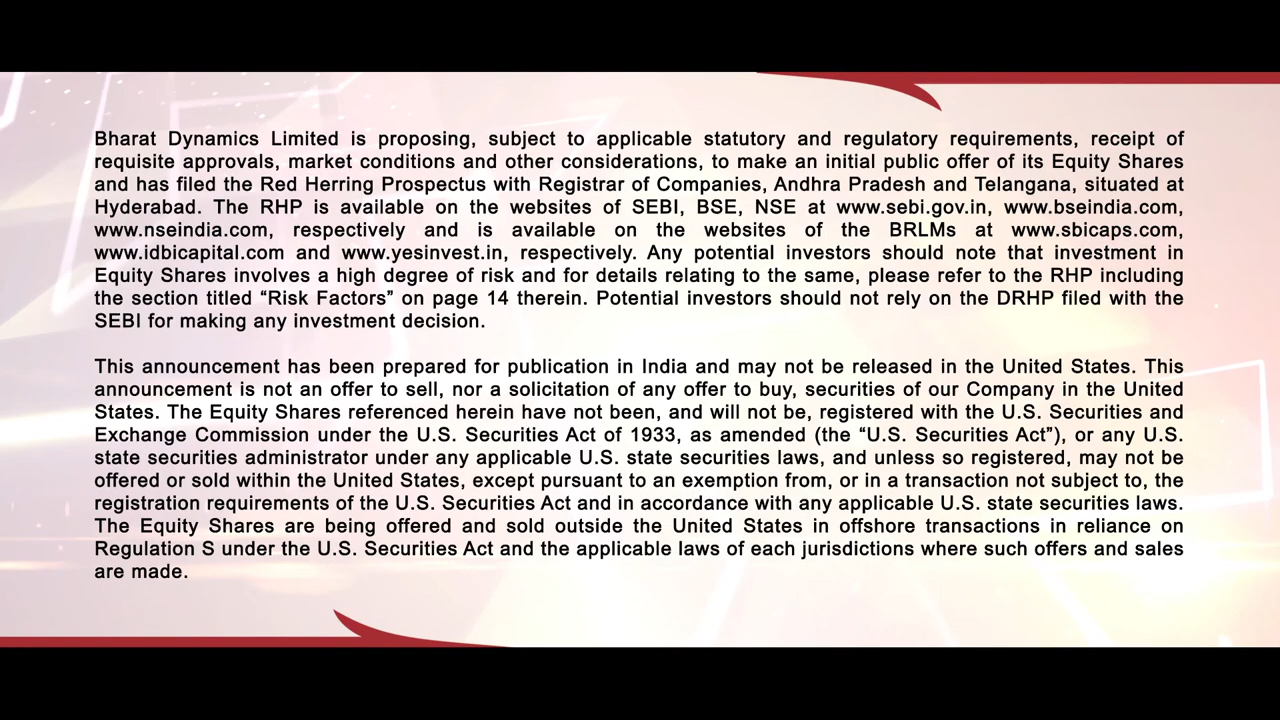 Bharat Dynamics Limited is proposing, subject to applicable statutory and regulatory requirements, receipt of
requisite approvals, market conditions and other considerations, to make an initial public offer of its Equity Shares
and has filed the Red Herring Prospectus with Registrar of Companies, Andhra Pradesh and Telangana, situated at
Hyderabad. The RHP is available on the websites of SEBI, BSE, NSE at www.sebi.gov.in, www.bseindia.com,
www.nseindia.com, respectively and is available on the websites of the BRLMs at www.sbicaps.com,
www.idbicapital.com and www.yesinvest.in, respectively. Any potential investors should note that investment in
Equity Shares involves a high degree of risk and for details relating to the same, please refer to the RHP including
the section titled “Risk Factors” on page 14 therein. Potential investors should not rely on the DRHP filed with the
SEBI for making any investment decision.
This announcement has been prepared for publication in India and may not be released in the United States. This
announcement is not an offer to sell, nor a solicitation of any offer to buy, securities of our Company in the United
States. The Equity Shares referenced herein have not been, and will not be, registered with the U.S. Securities and
Exchange Commission under the U.S. Securities Act of 1933, as amended (the “U.S. Securities Act”), or any U.S.
state securities administrator under any applicable U.S. state securities laws, and unless so registered, may not be
offered or sold within the United States, except pursuant to an exemption from, or in a transaction not subject to, the
registration requirements of the U.S. Securities Act and in accordance with any applicable U.S. state securities laws.
The Equity Shares are being offered and sold outside the United States in offshore transactions in reliance on
Regulation S under the U.S. Securities Act and the applicable laws of each jurisdictions where such offers and sales
are made.